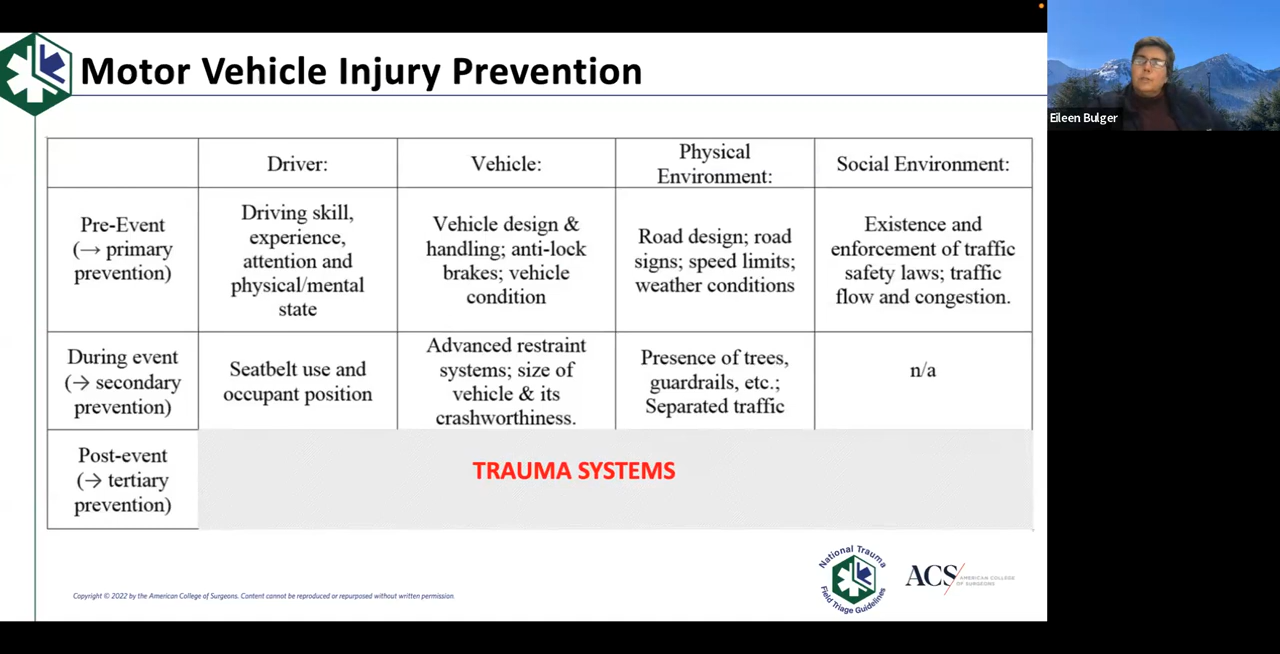 Motor Vehicle Injury Prevention
Eileen Bulger
Driver:
Vehicle:
Physical
Environment:
Social Environment:
Pre-Event
(→ primary
prevention)
Driving skill,
experience,
attention and
physical/mental
state
Vehicle design &
handling; anti-lock
brakes; vehicle
condition
Road design; road
signs; speed limits;
weather conditions
Existence and
enforcement of traffic
safety laws; traffic
flow and congestion.
During event
(→ secondary
prevention)
Seatbelt use and
occupant position
Advanced restraint
systems; size of
vehicle & its
crashworthiness.
Presence of trees,
guardrails, etc.;
Separated traffic
n/a
Post-event
(→ tertiary
prevention)
TRAUMA SYSTEMS
National Trauma
Field Triage Guidelines
ACS
AMERICAN COLLEGE
OF SURGEONS
Copyright © 2022 by the American College of Surgeons. Content cannot be reproduced or repurposed without written permission.